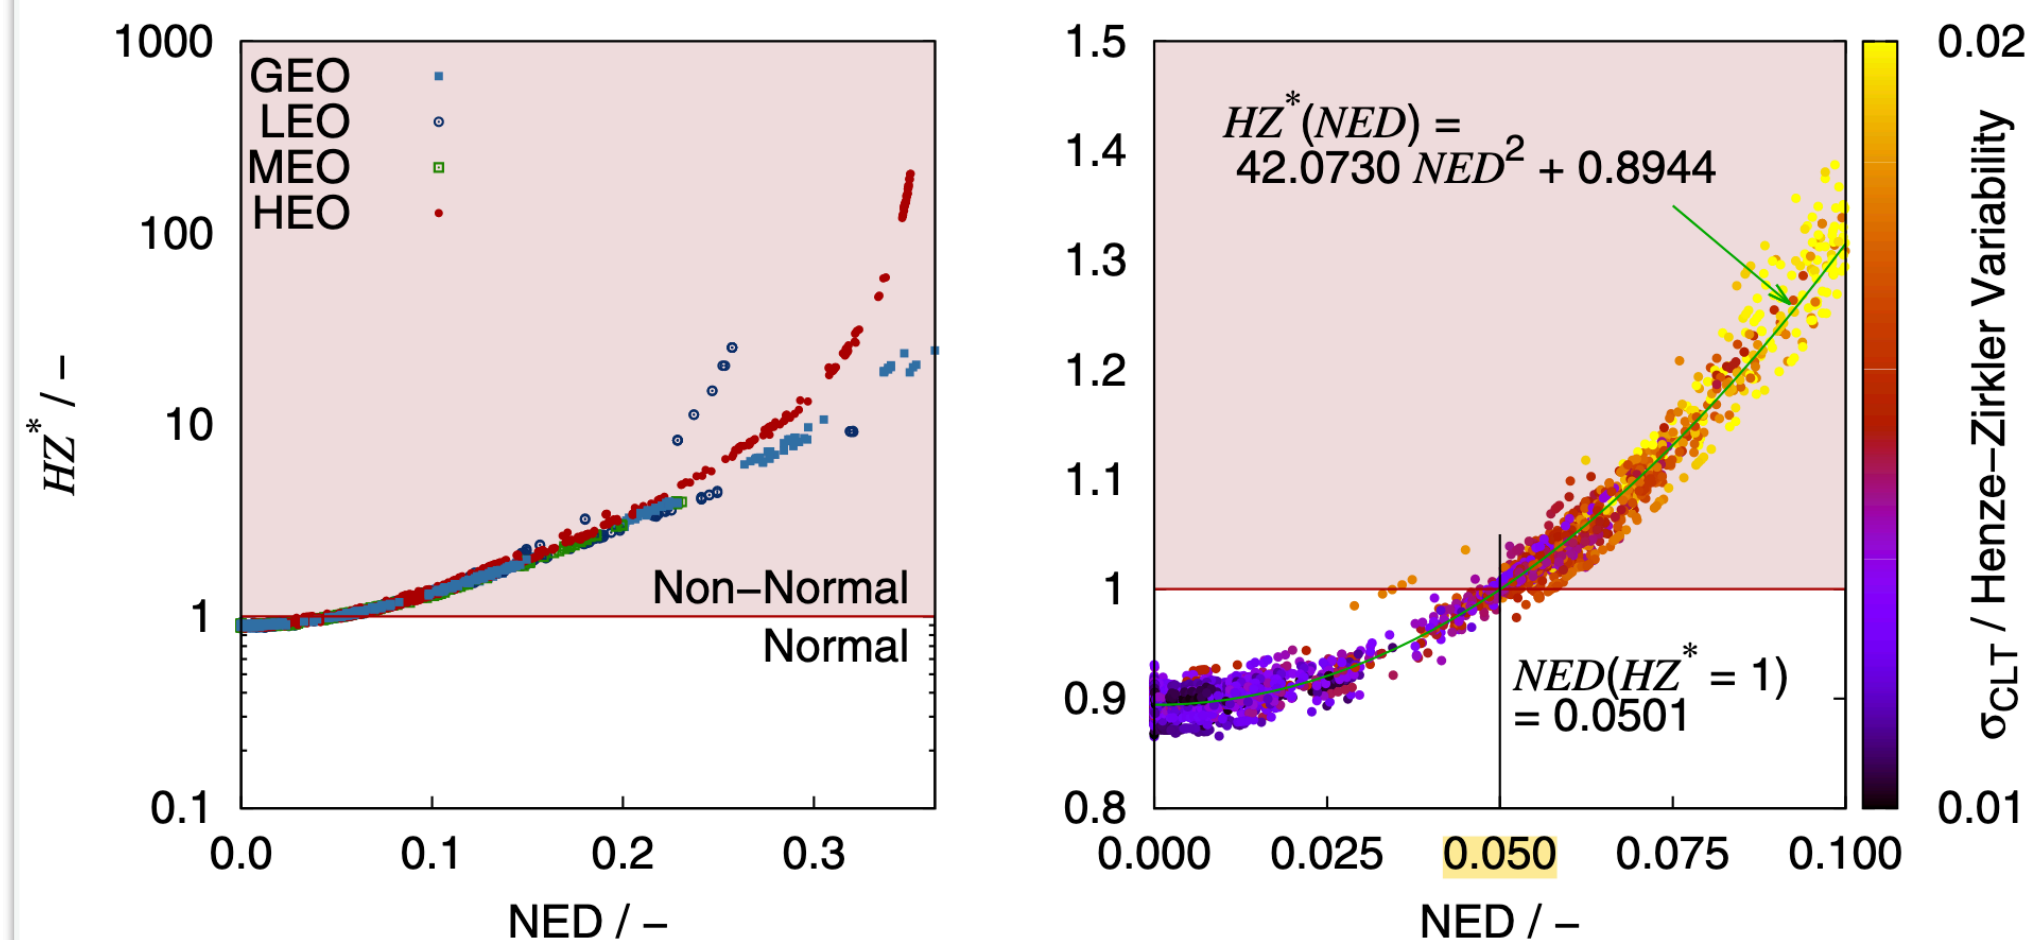 1000
100
10
1
0.1
HZ* / –
GEO
LEO
MEO
HEO
Non–Normal
Normal
0.0 0.1 0.2 0.3
NED / –
1.5
1.4
1.3
1.2
1.1
1
0.9
0.8
HZ*(NED) =
42.0730 NED² + 0.8944
NED(HZ* = 1)
= 0.0501
0.000 0.025 0.050 0.075 0.100
NED / –
0.02
0.01
σCLT / Henze–Zirkler Variability